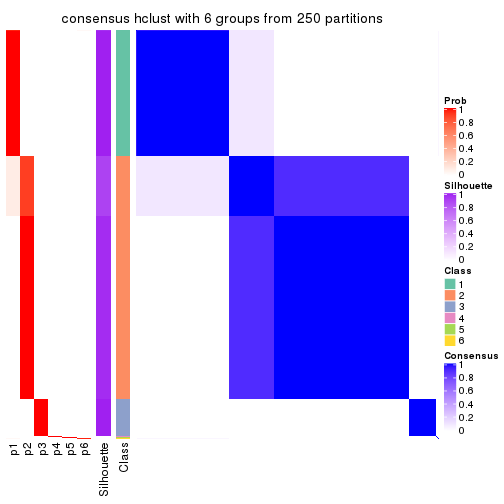 consensus hclust with 6 groups from 250 partitions
Prob
1
0.8
0.6
0.4
0.2
0
Silhouette
1
0.8
0.6
0.4
0.2
0
Class
1
2
3
4
5
6
Consensus
1
0.8
0.6
0.4
0.2
0
p1
p2
p3
p4
p5
p6
Silhouette
Class